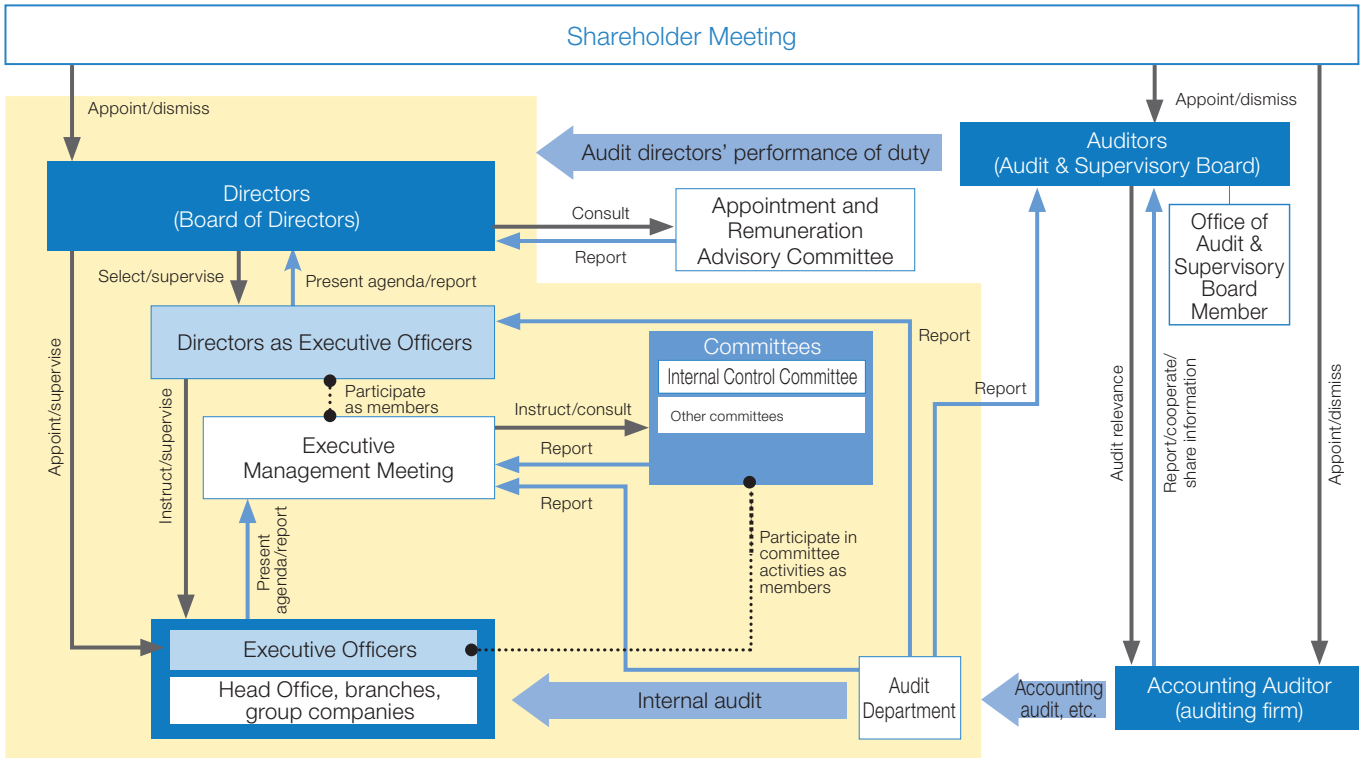 Shareholder Meeting
Appoint/dismiss
Appoint/dismiss
Audit directors’ performance of duty
Auditors
(Audit & Supervisory Board)
Directors
(Board of Directors)
Consult
Report
Appointment and
Remuneration
Advisory Committee
Office of
Audit &
Supervisory
Board
Member
Select/supervise
Present agenda/report
Directors as Executive Officers
Report
Committees
Internal Control Committee
Other committees
Participate
as members
Instruct/consult
Report
Report
Executive
Management Meeting
Report
Appoint/supervise
Instruct/supervise
Present
agenda/report
Participate in
committee
activities as
members
Audit relevance
Report/cooperate/
share information
Appoint/dismiss
Executive Officers
Head Office, branches,
group companies
Internal audit
Audit
Department
Accounting
audit, etc.
Accounting Auditor
(auditing firm)